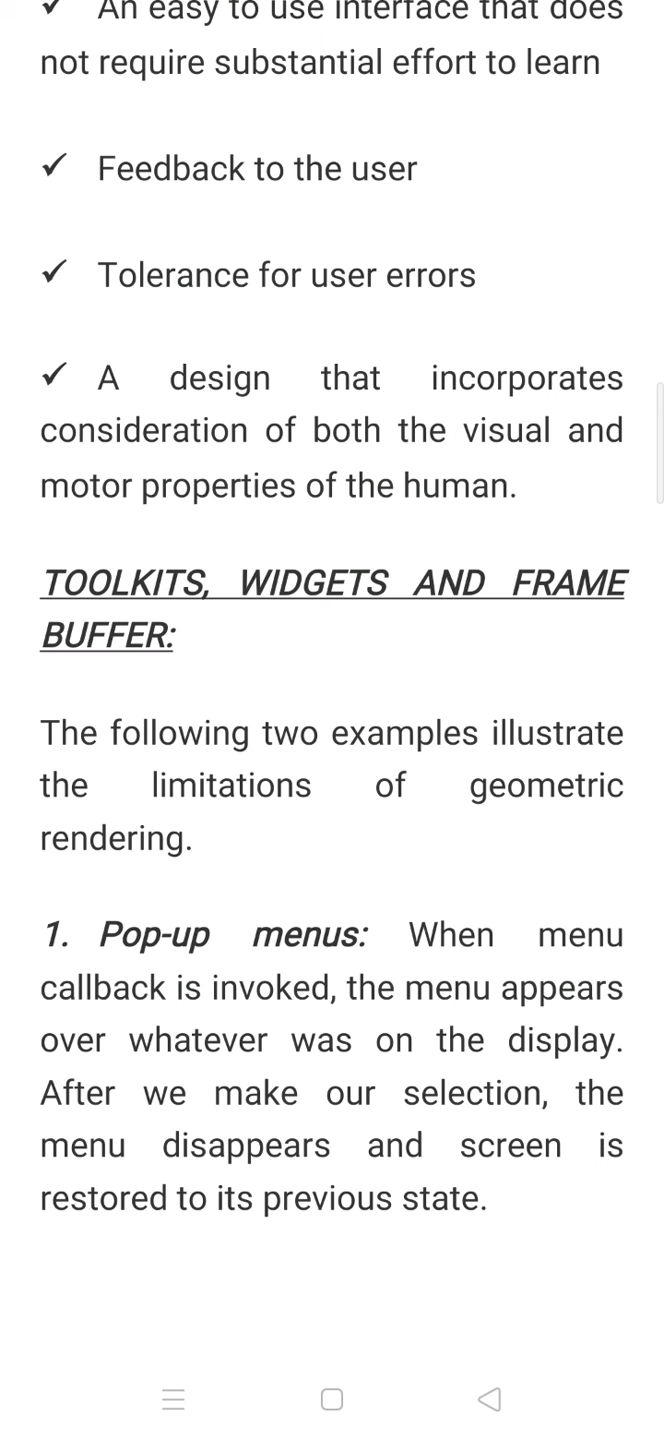 ✓ An easy to use interface that does
not require substantial effort to learn
✓ Feedback to the user
✓ Tolerance for user errors
✓ A design that incorporates
consideration of both the visual and
motor properties of the human.
TOOLKITS, WIDGETS AND FRAME
BUFFER:
The following two examples illustrate
the limitations of geometric
rendering.
1. Pop-up menus: When menu
callback is invoked, the menu appears
over whatever was on the display.
After we make our selection, the
menu disappears and screen is
restored to its previous state.